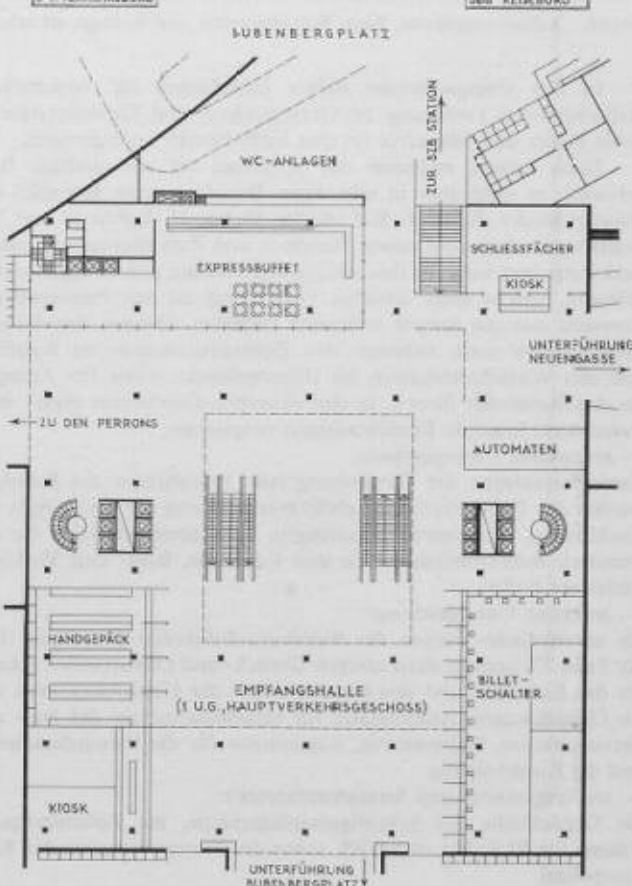 BUBENBERGPLATZ
ZUR SZB STATION
WC-ANLAGEN
EXPRESSBUFFET
SCHLIESSFÄCHER
KIOSK
UNTERFÜHRUNG
NEUENGASSE
ZU DEN PERRONS
AUTOMATEN
HANDGEPÄCK
EMPFANGSHALLE
(1 U.G., HAUPTVERKEHRSGESCHOSS)
BILLET-
SCHALTER
KIOSK
UNTERFÜHRUNG
BUBENBERGPLATZ